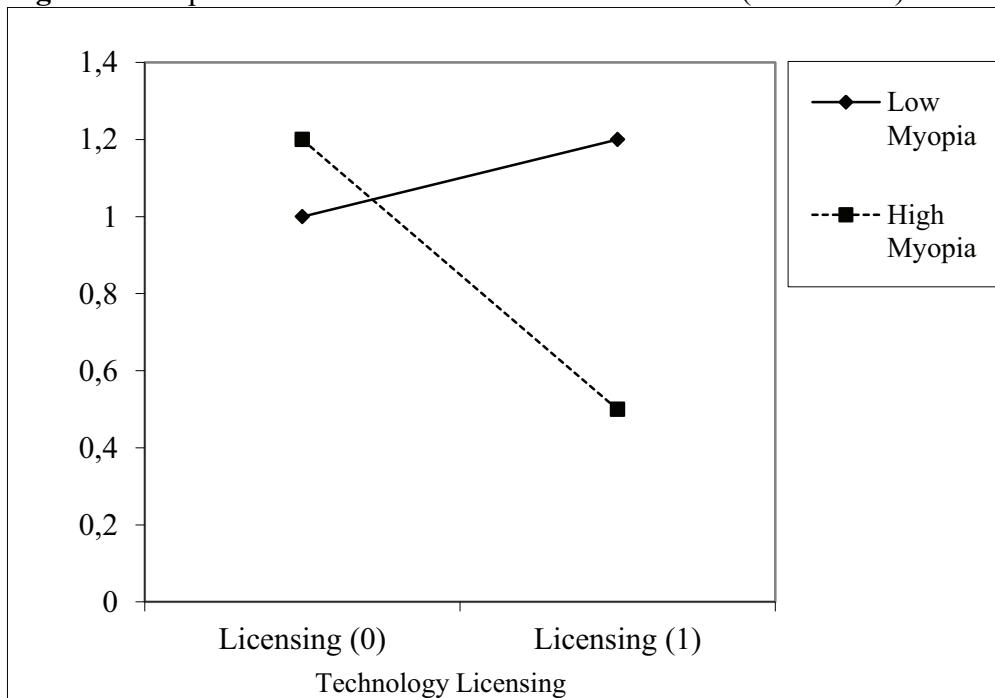 1,4
1,2
1
0,8
0,6
0,4
0,2
0
Licensing (0) Licensing (1)
Technology Licensing
Low
Myopia
High
Myopia